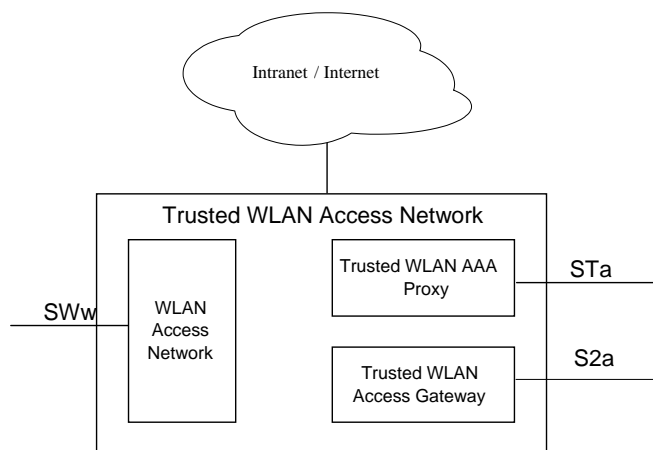 Intranet / Internet
Trusted WLAN Access Network
SWw
WLAN
Access
Network
Trusted WLAN AAA
Proxy
STa
Trusted WLAN
Access Gateway
S2a